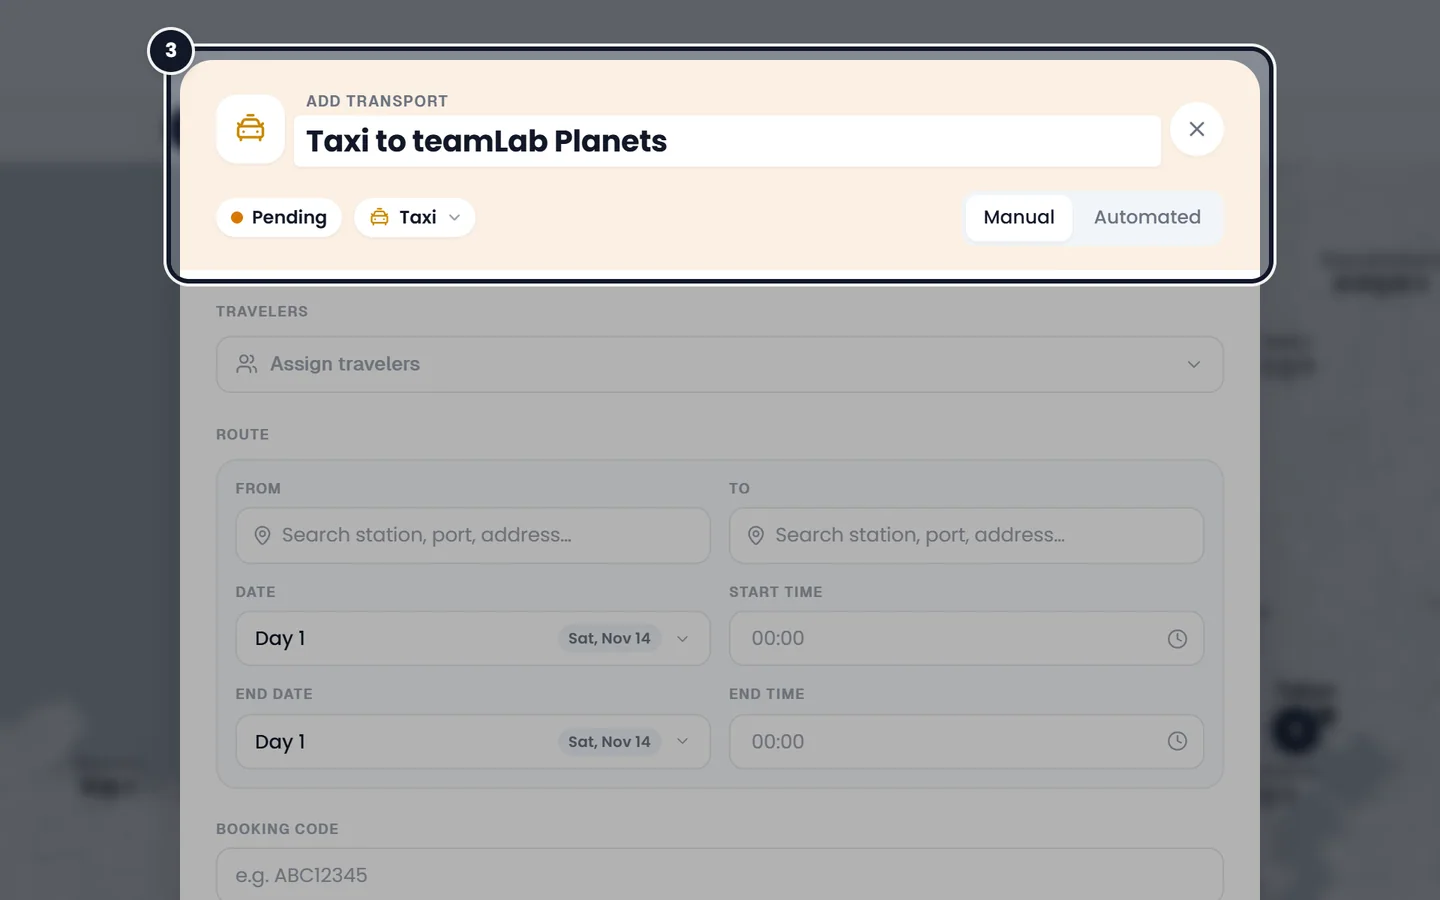 3
ADD TRANSPORT
Taxi to teamLab Planets
Pending
Taxi
Manual
Automated
TRAVELERS
Assign travelers
ROUTE
FROM
TO
Search station, port, address...
Search station, port, address...
DATE
START TIME
Day 1
Sat, Nov 14
00:00
END DATE
END TIME
Day 1
Sat, Nov 14
00:00
BOOKING CODE
e.g. ABC12345